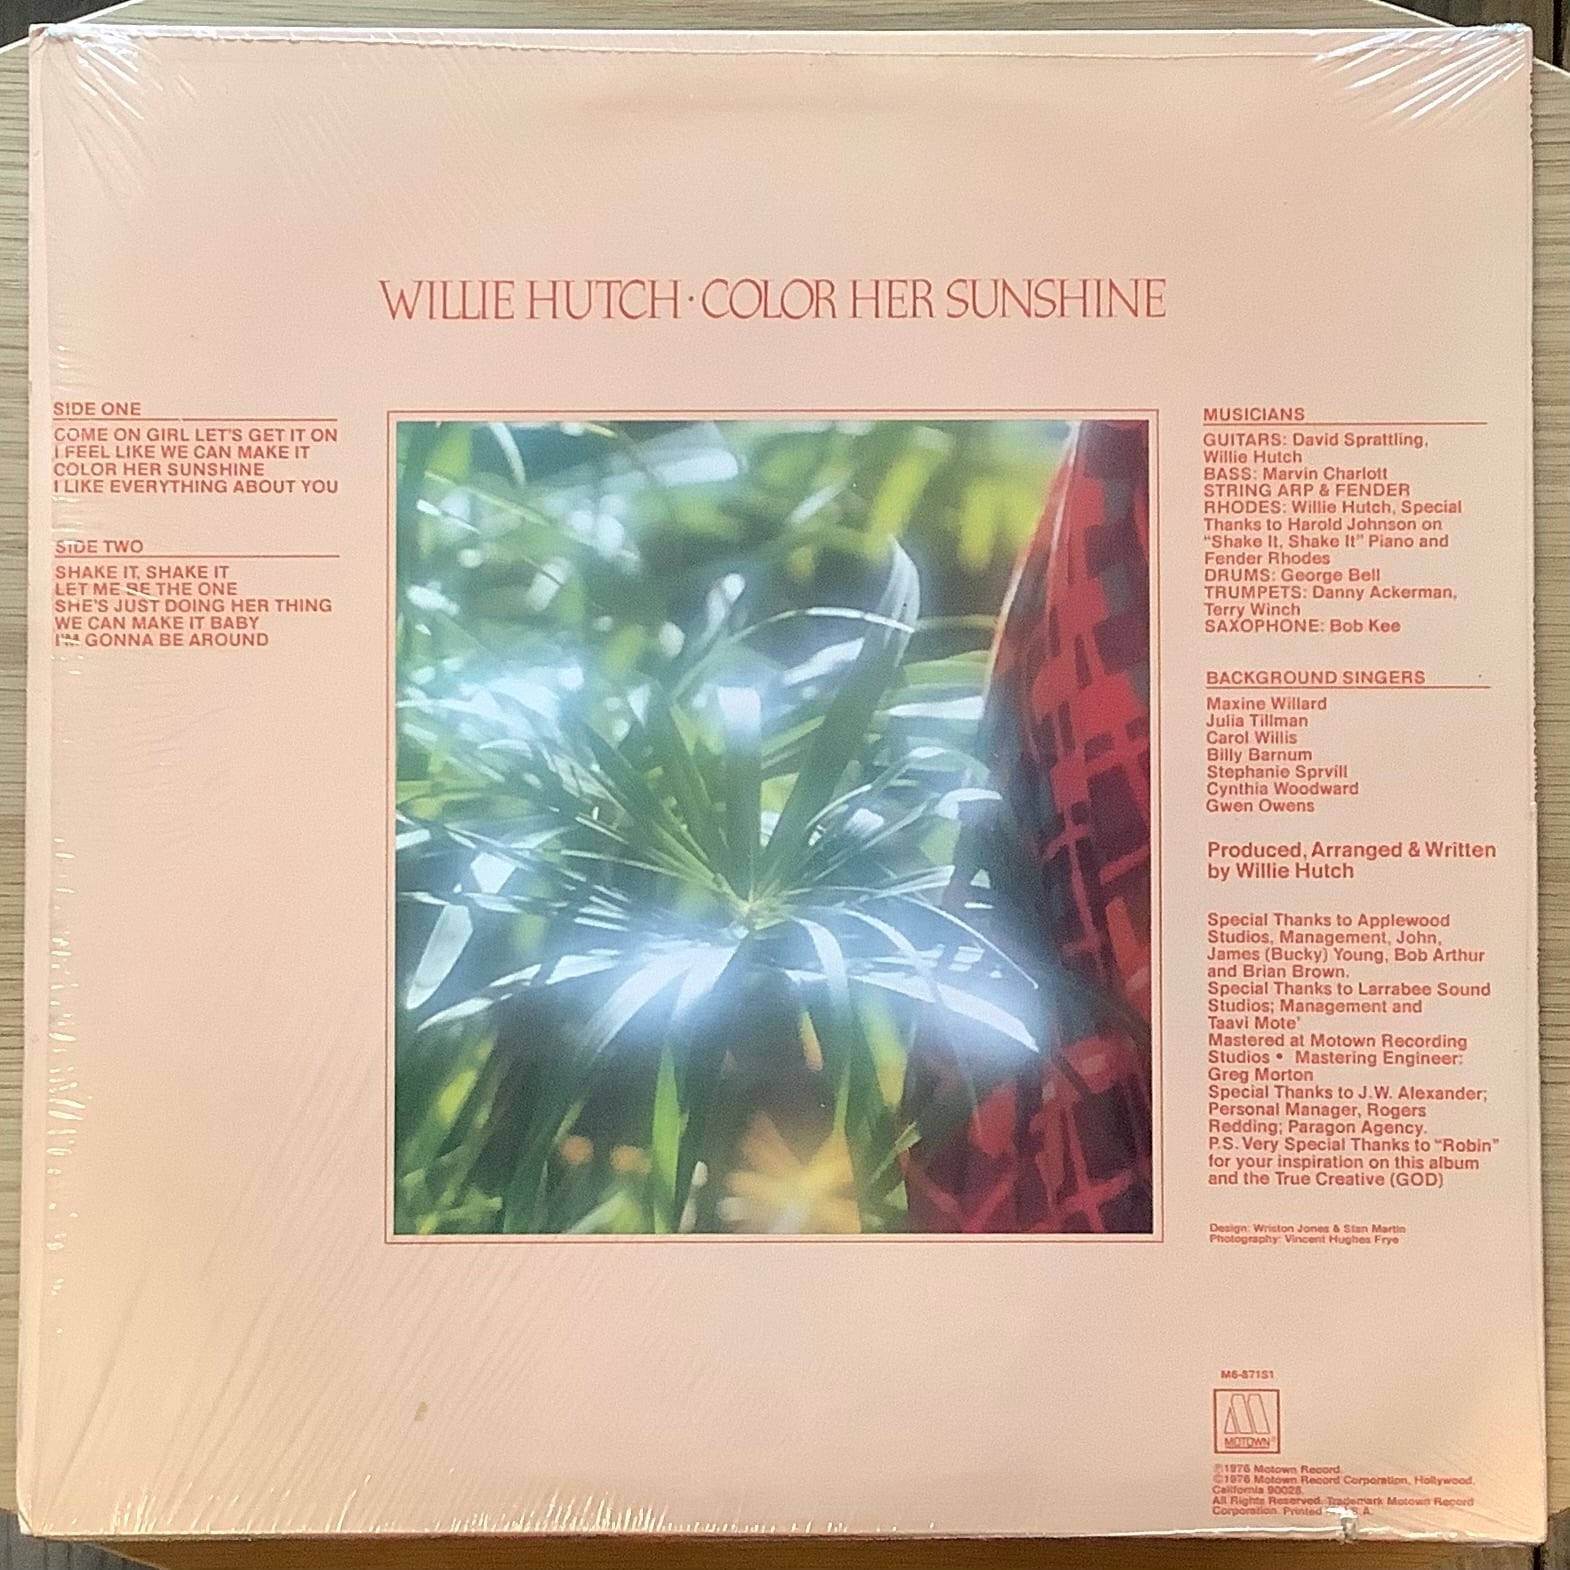 WILLIE HUTCH · COLOR HER SUNSHINE
SIDE ONE
COME ON GIRL LET'S GET IT ON
I FEEL LIKE WE CAN MAKE IT
COLOR HER SUNSHINE
I LIKE EVERYTHING ABOUT YOU
SIDE TWO
SHAKE IT, SHAKE IT
LET ME BE THE ONE
SHE'S JUST DOING HER THING
WE CAN MAKE IT BABY
I'M GONNA BE AROUND
MUSICIANS
GUITARS: David Sprattling,
Willie Hutch
BASS: Marvin Charlott
STRING ARP & FENDER
RHODES: Willie Hutch, Special
Thanks to Harold Johnson on
"Shake It, Shake It" Piano and
Fender Rhodes
DRUMS: George Bell
TRUMPETS: Danny Ackerman,
Terry Winch
SAXOPHONE: Bob Kee
BACKGROUND SINGERS
Maxine Willard
Julia Tillman
Carol Willis
Billy Barnum
Stephanie Sprvill
Cynthia Woodward
Gwen Owens
Produced, Arranged & Written
by Willie Hutch
Special Thanks to Applewood
Studios, Management, John,
James (Bucky) Young, Bob Arthur
and Brian Brown.
Special Thanks to Larrabee Sound
Studios; Management and
Taavi Mote'
Mastered at Motown Recording
Studios • Mastering Engineer:
Greg Morton
Special Thanks to J.W. Alexander;
Personal Manager, Rogers
Redding; Paragon Agency.
P.S. Very Special Thanks to "Robin"
for your inspiration on this album
and the True Creative (GOD)
Design: Wriston Jones & Stan Martin
Photography: Vincent Hughes Frye
M6-871S1
MOTOWN®
℗1976 Motown Record
©1976 Motown Record Corporation, Hollywood,
California 90028.
All Rights Reserved. Trademark Motown Record
Corporation. Printed S.A.